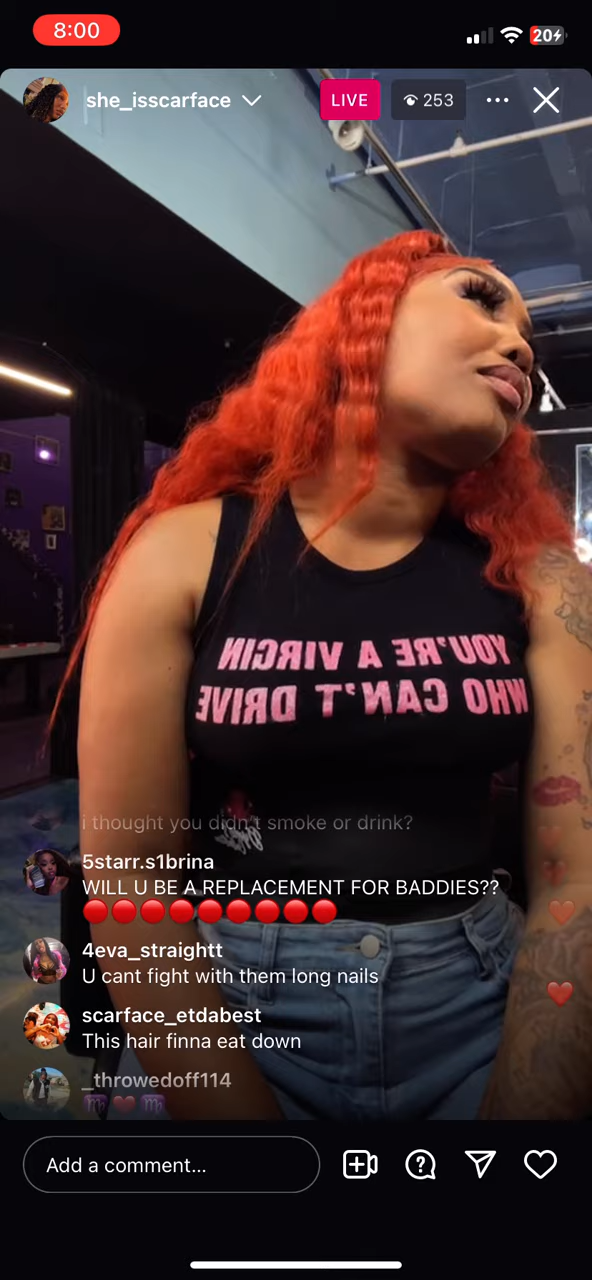 8:00
20
she_isscarface
LIVE
253
YOU'RE A VIRGIN
WHO CAN'T DRIVE
i thought you didn't smoke or drink?
5starr.s1brina
WILL U BE A REPLACEMENT FOR BADDIES??
🔴🔴🔴🔴🔴🔴🔴🔴🔴
4eva_straightt
U cant fight with them long nails
scarface_etdabest
This hair finna eat down
_throwedoff114
♍❤️♍
Add a comment...